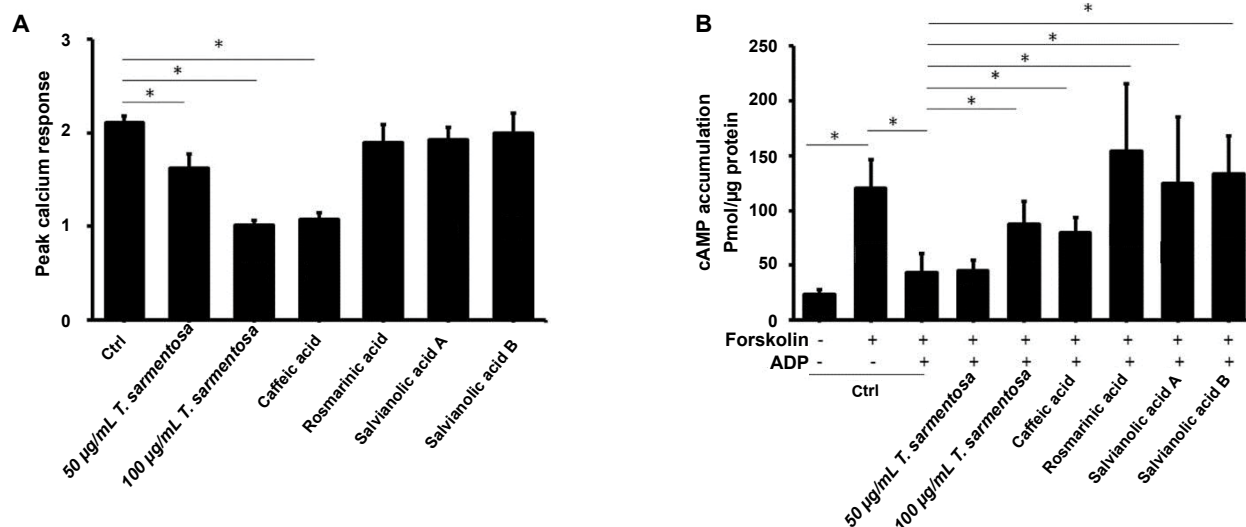 A
Peak calcium response
3
2
1
0
*
*
*
Ctrl
50 µg/mL T. sarmentosa
100 µg/mL T. sarmentosa
Caffeic acid
Rosmarinic acid
Salvianolic acid A
Salvianolic acid B
B
cAMP accumulation
Pmol/µg protein
250
200
150
100
50
0
*
*
*
*
*
*
*
Forskolin - + + + + + + + +
ADP - - + + + + + + +
Ctrl
50 µg/mL T. sarmentosa
100 µg/mL T. sarmentosa
Caffeic acid
Rosmarinic acid
Salvianolic acid A
Salvianolic acid B